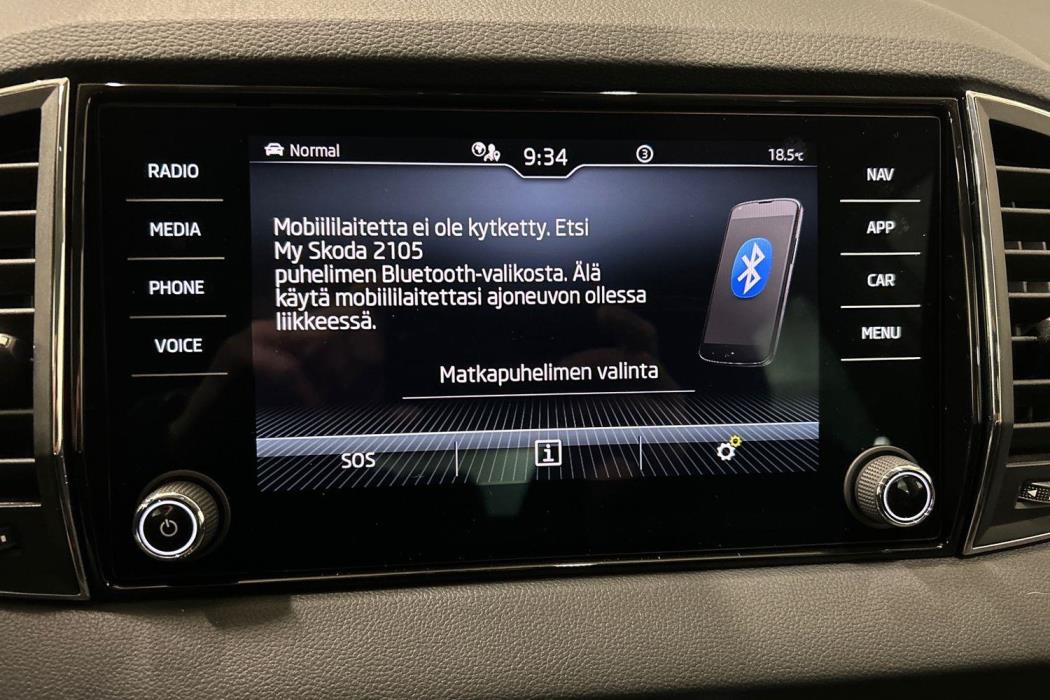 Normal
9:34
3
18.5°C
RADIO
MEDIA
PHONE
VOICE
Mobiililaitetta ei ole kytketty. Etsi
My Skoda 2105
puhelimen Bluetooth-valikosta. Älä
käytä mobiililaitettasi ajoneuvon ollessa
liikkeessä.
Matkapuhelimen valinta
SOS
i
NAV
APP
CAR
MENU